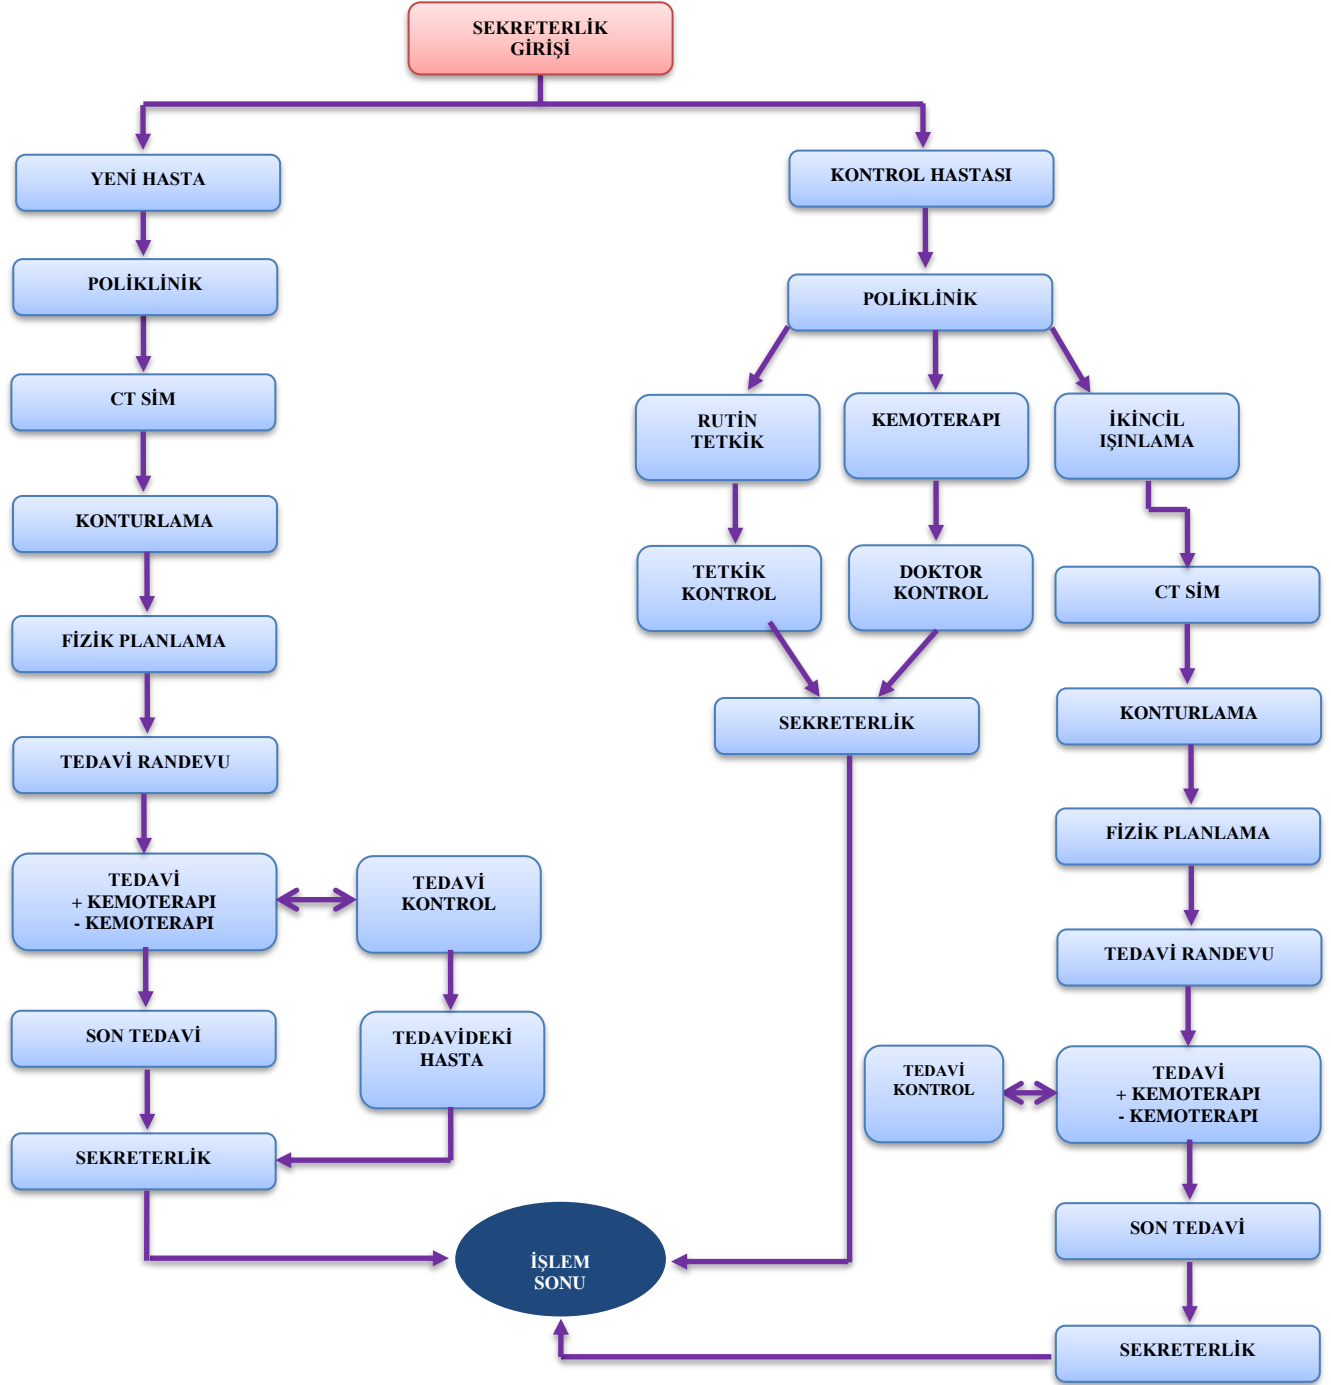 SEKRETERLİK
GİRİŞİ
YENİ HASTA
POLİKLİNİK
CT SİM
KONTURLAMA
FİZİK PLANLAMA
TEDAVİ RANDEVU
TEDAVİ
+ KEMOTERAPI
- KEMOTERAPI
TEDAVİ
KONTROL
SON TEDAVİ
TEDAVİDEKİ
HASTA
SEKRETERLİK
KONTROL HASTASI
POLİKLİNİK
RUTİN
TETKİK
KEMOTERAPI
İKİNCİL
IŞINLAMA
TETKİK
KONTROL
DOKTOR
KONTROL
SEKRETERLİK
CT SİM
KONTURLAMA
FİZİK PLANLAMA
TEDAVİ RANDEVU
TEDAVİ
KONTROL
TEDAVİ
+ KEMOTERAPI
- KEMOTERAPI
SON TEDAVİ
SEKRETERLİK
İŞLEM
SONU